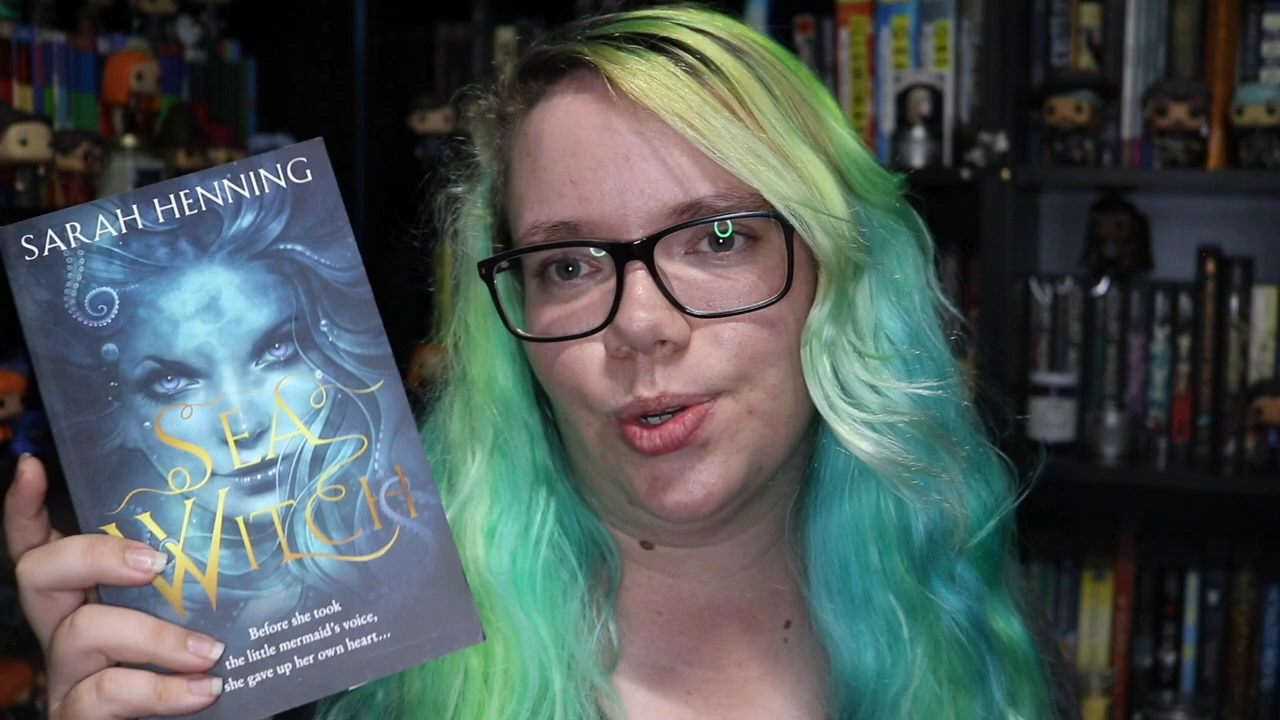 SARAH HENNING
SEA
WITCH
Before she took
the little mermaid's voice,
she gave up her own heart...